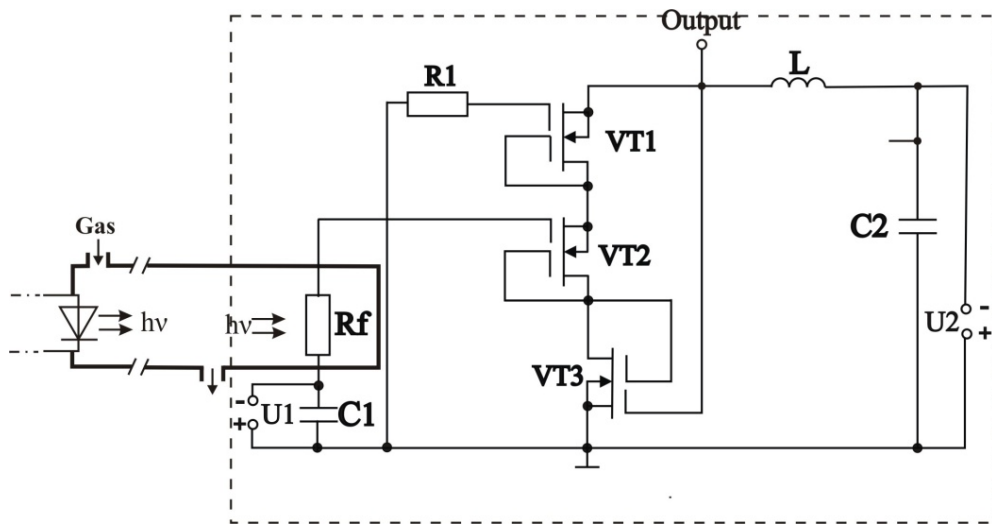 Output
R1
L
VT1
Gas
VT2
C2
hν
hν
Rf
U2
-
+
VT3
-
U1
C1
+